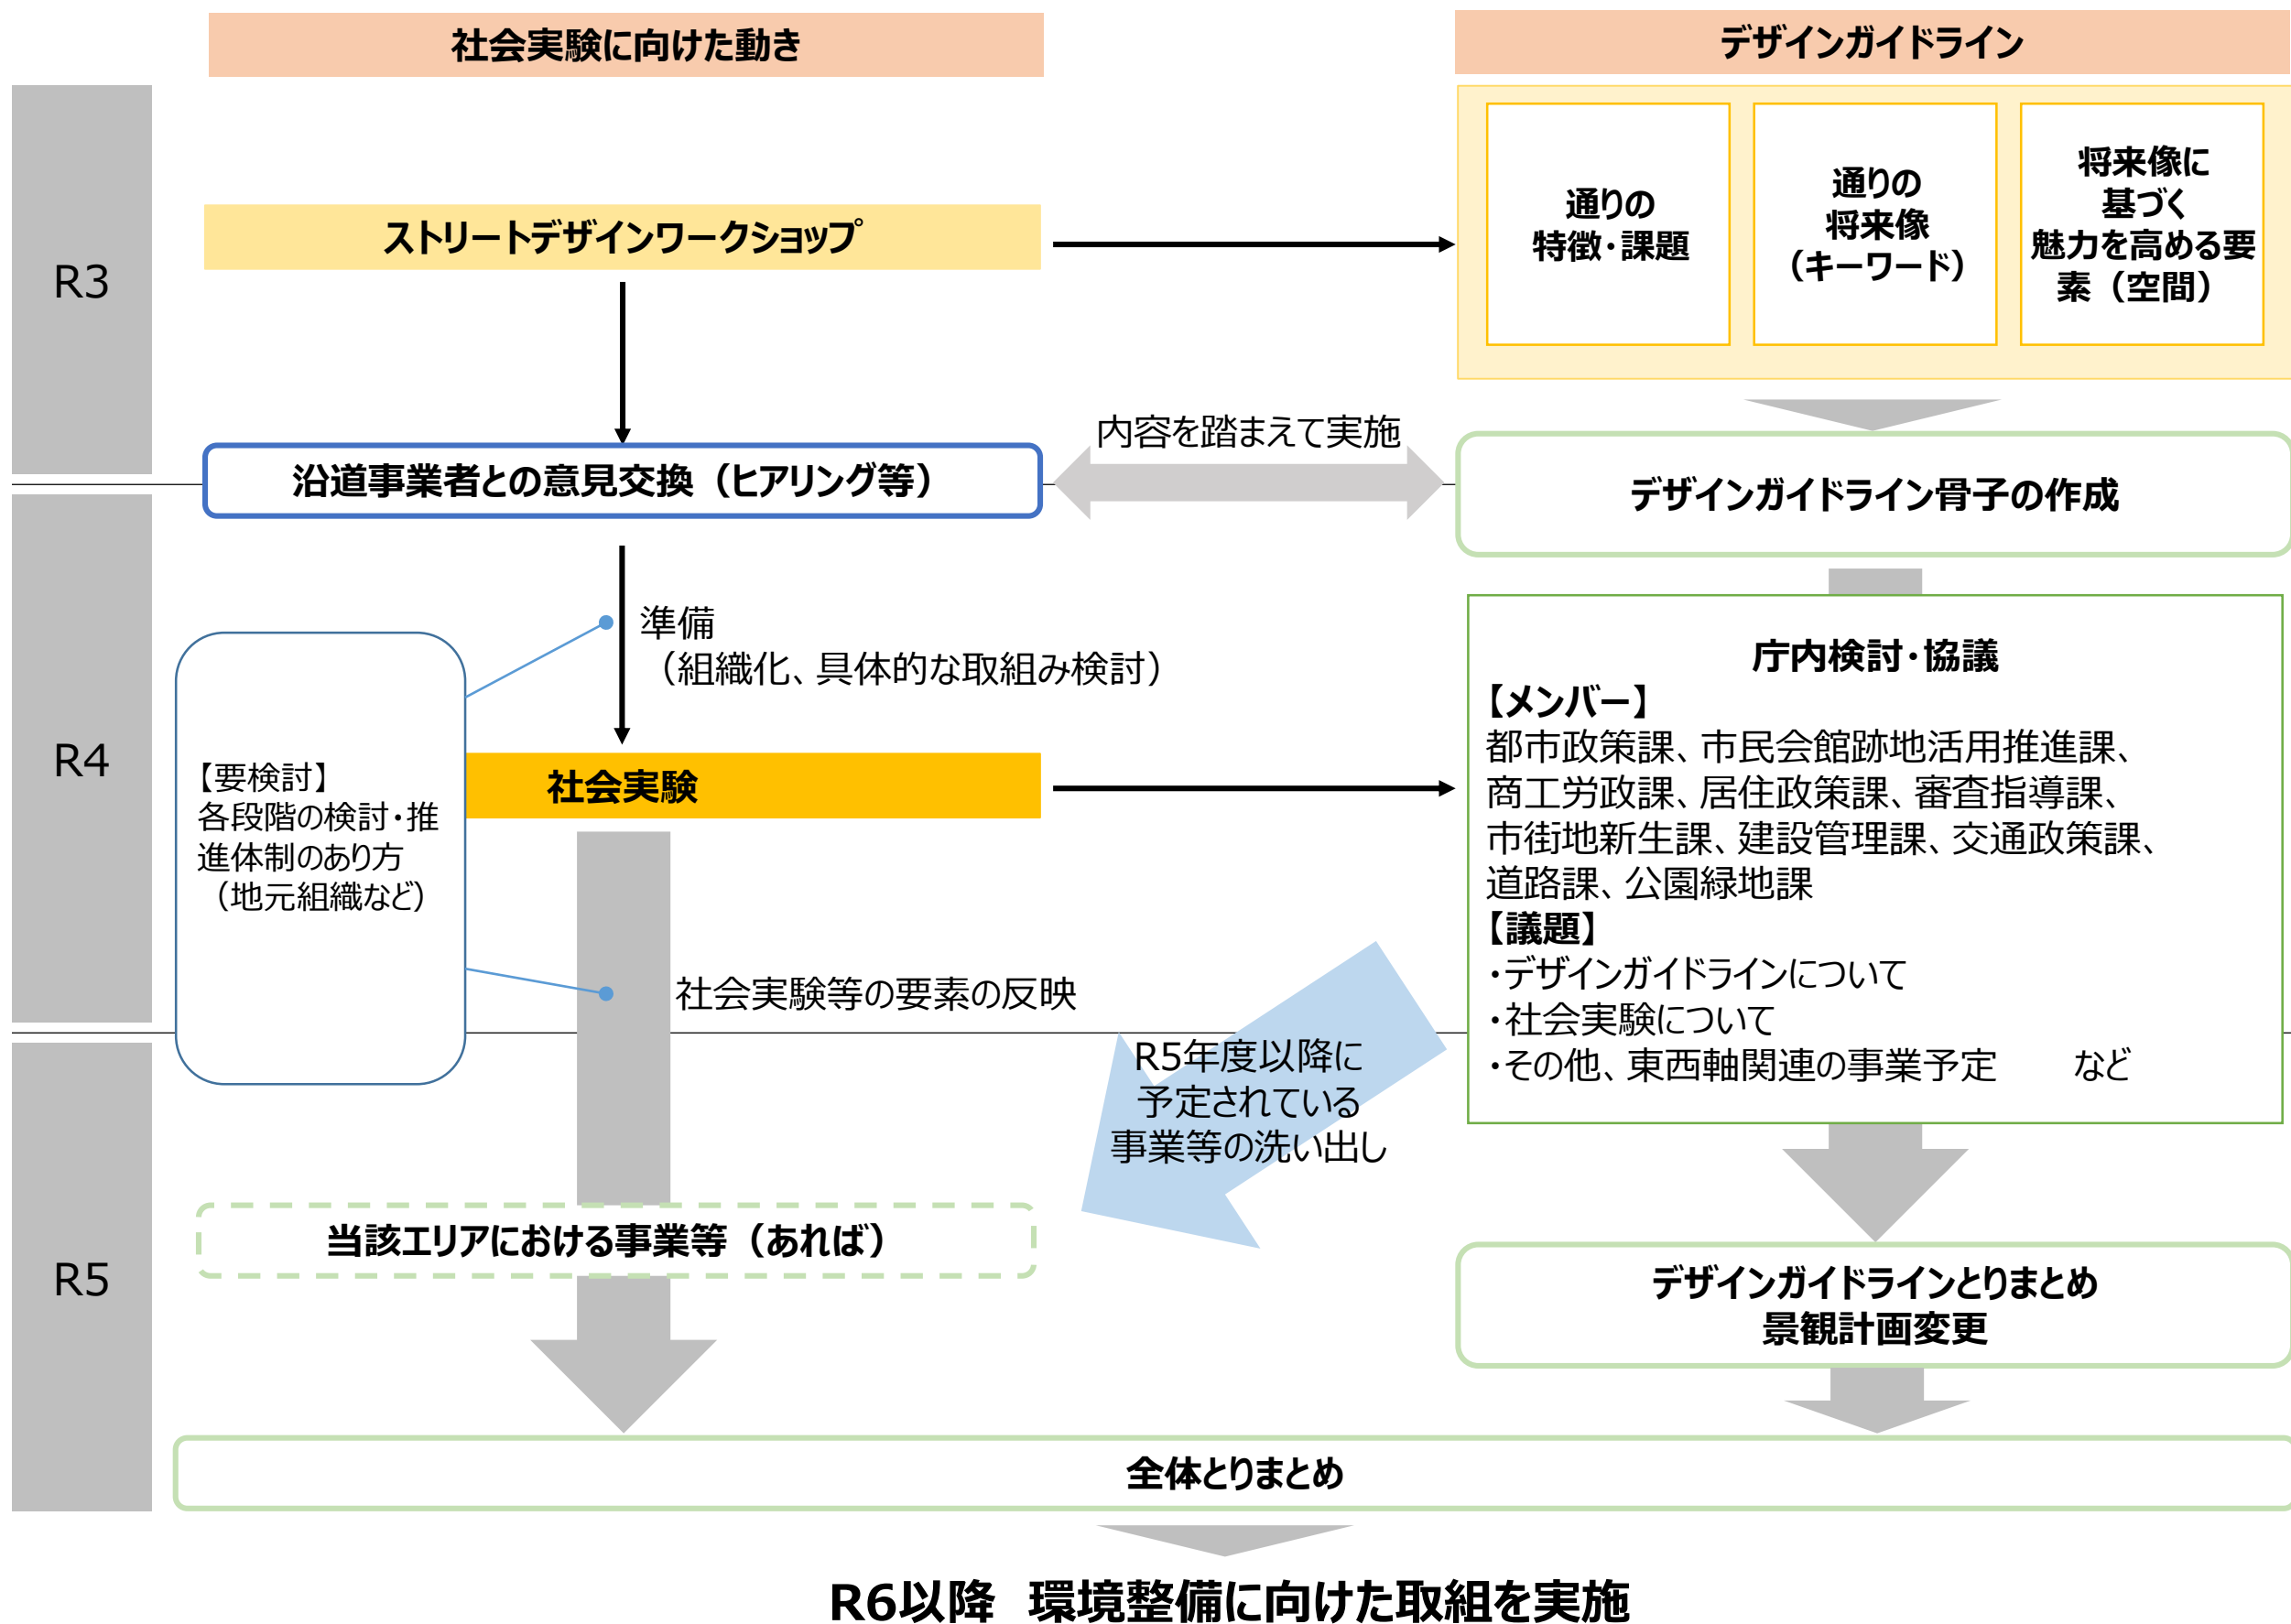 社会実験に向けた動き
デザインガイドライン
R3
ストリートデザインワークショップ
通りの
特徴・課題
通りの
将来像
（キーワード）
将来像に
基づく
魅力を高める要
素（空間）
沿道事業者との意見交換（ヒアリング等）
内容を踏まえて実施
デザインガイドライン骨子の作成
R4
準備
（組織化、具体的な取組み検討）
【要検討】
各段階の検討・推
進体制のあり方
（地元組織など）
社会実験
社会実験等の要素の反映
庁内検討・協議
【メンバー】
都市政策課、市民会館跡地活用推進課、
商工労政課、居住政策課、審査指導課、
市街地新生課、建設管理課、交通政策課、
道路課、公園緑地課
【議題】
・デザインガイドラインについて
・社会実験について
・その他、東西軸関連の事業予定　　など
R5年度以降に
予定されている
事業等の洗い出し
R5
当該エリアにおける事業等（あれば）
デザインガイドラインとりまとめ
景観計画変更
全体とりまとめ
R6以降　環境整備に向けた取組を実施